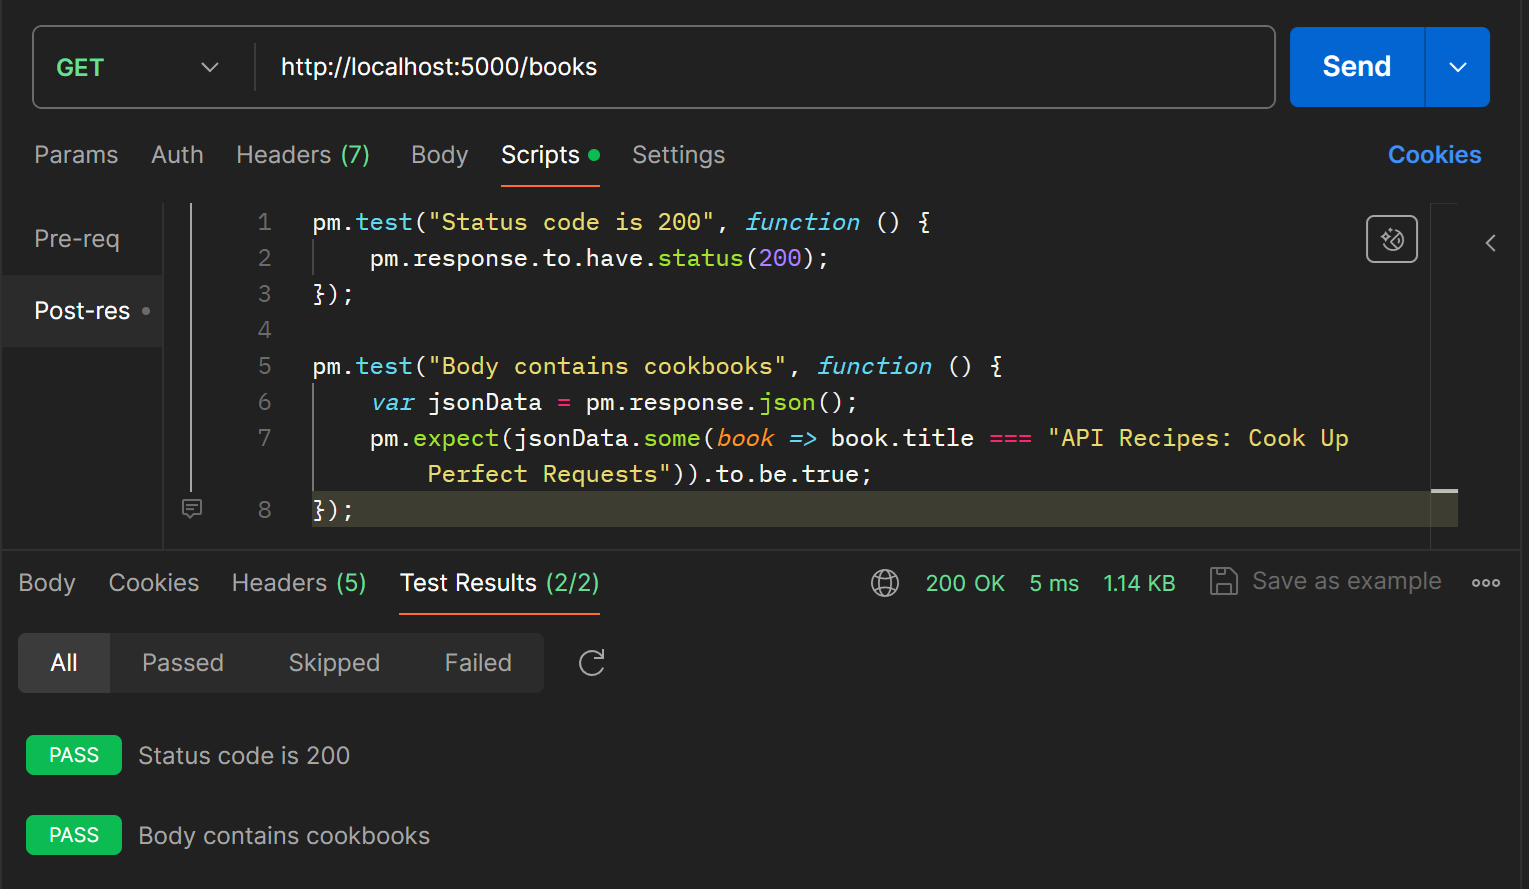 GET http://localhost:5000/books Send
Params Auth Headers (7) Body Scripts Settings Cookies
Pre-req
Post-res
1 pm.test("Status code is 200", function () {
2 pm.response.to.have.status(200);
3 });
4
5 pm.test("Body contains cookbooks", function () {
6 var jsonData = pm.response.json();
7 pm.expect(jsonData.some(book => book.title === "API Recipes: Cook Up
Perfect Requests")).to.be.true;
8 });
Body Cookies Headers (5) Test Results (2/2) 200 OK 5 ms 1.14 KB Save as example
All Passed Skipped Failed
PASS Status code is 200
PASS Body contains cookbooks